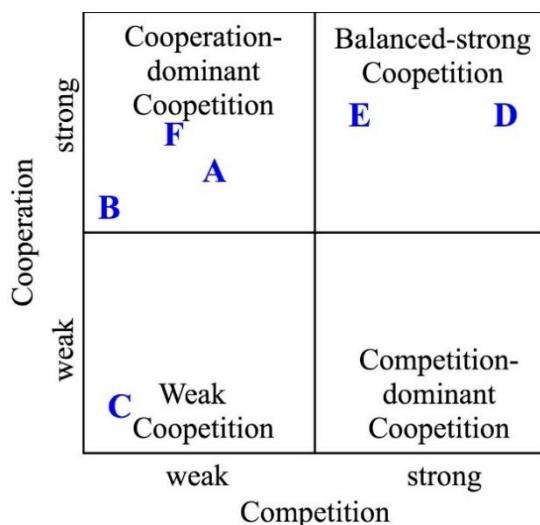 Cooperation-
dominant
Coopetition
Balanced-strong
Coopetition
E
D
F
A
B
strong
Cooperation
weak
C
Weak
Coopetition
Competition-
dominant
Coopetition
weak
strong
Competition